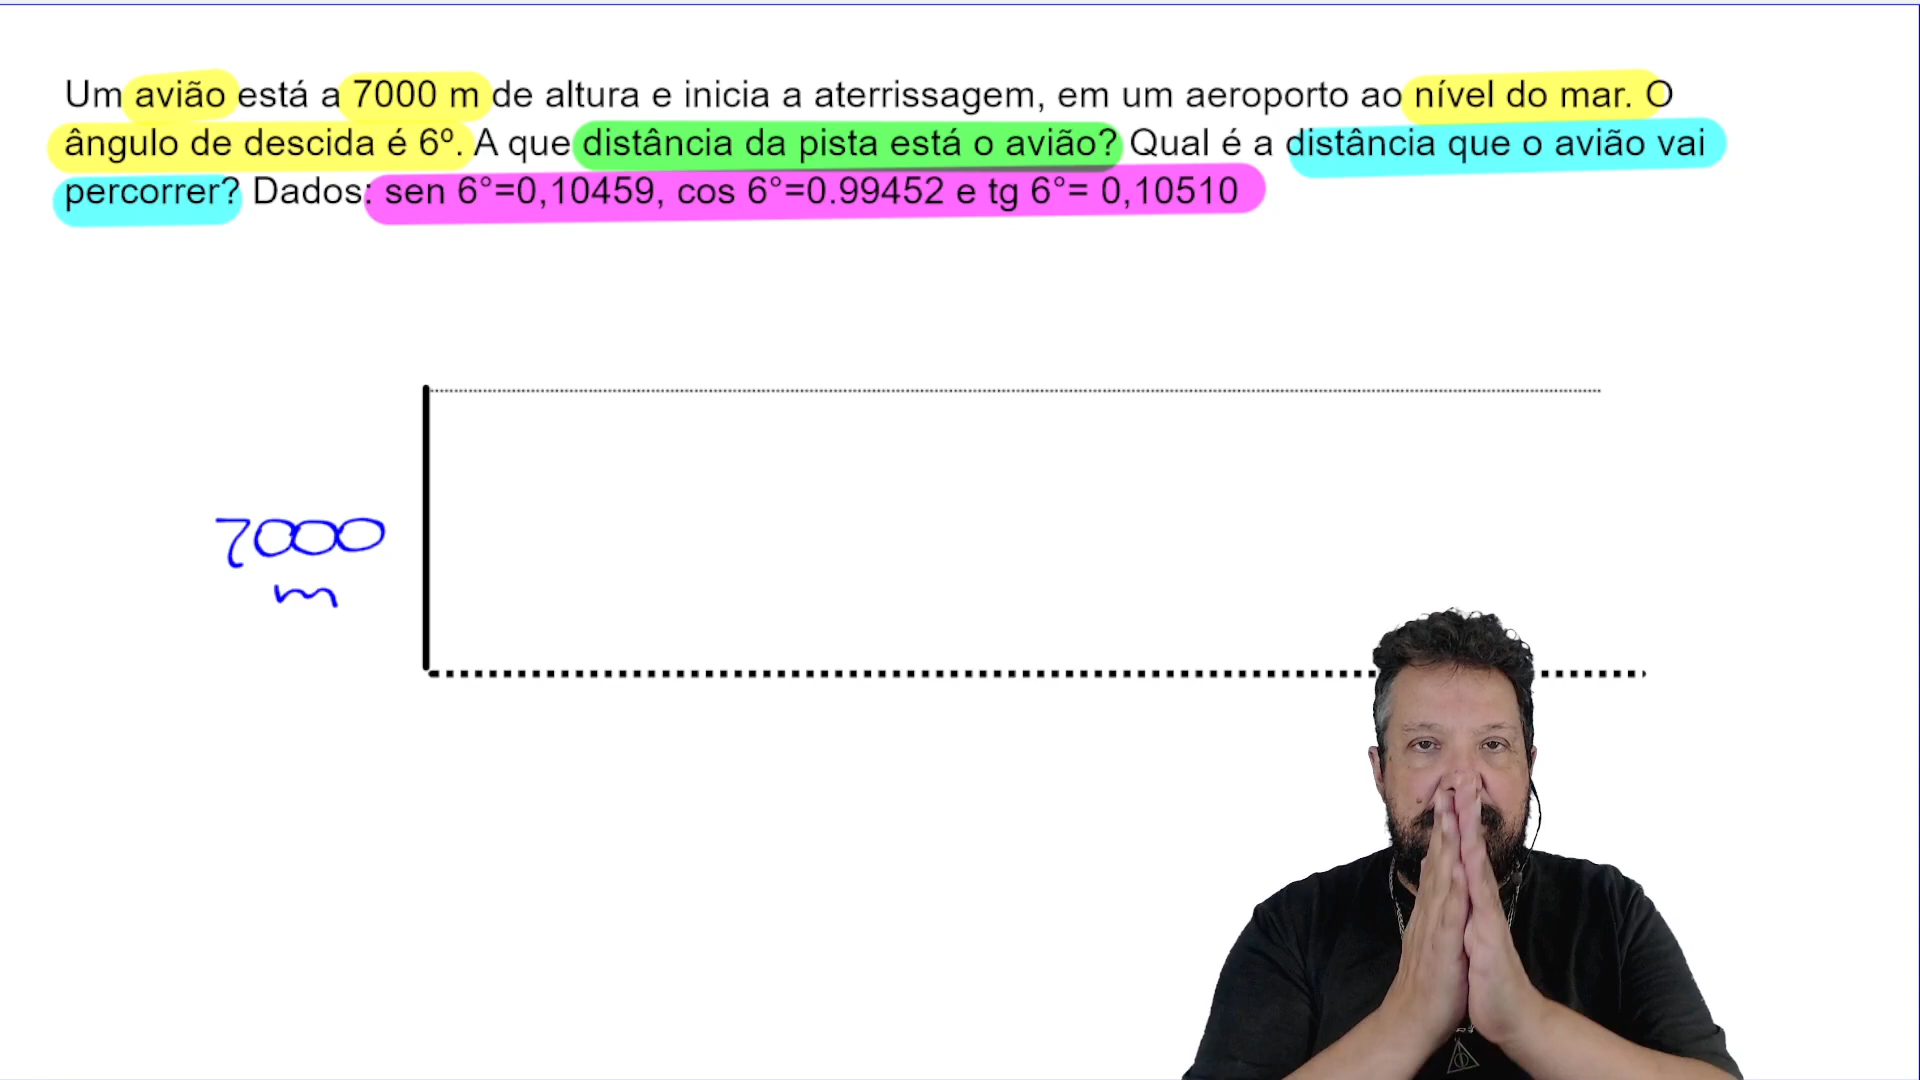 Um avião está a 7000 m de altura e inicia a aterrissagem, em um aeroporto ao nível do mar. O
ângulo de descida é 6º. A que distância da pista está o avião? Qual é a distância que o avião vai
percorrer? Dados: sen 6°=0,10459, cos 6°=0.99452 e tg 6°= 0,10510
7000
m